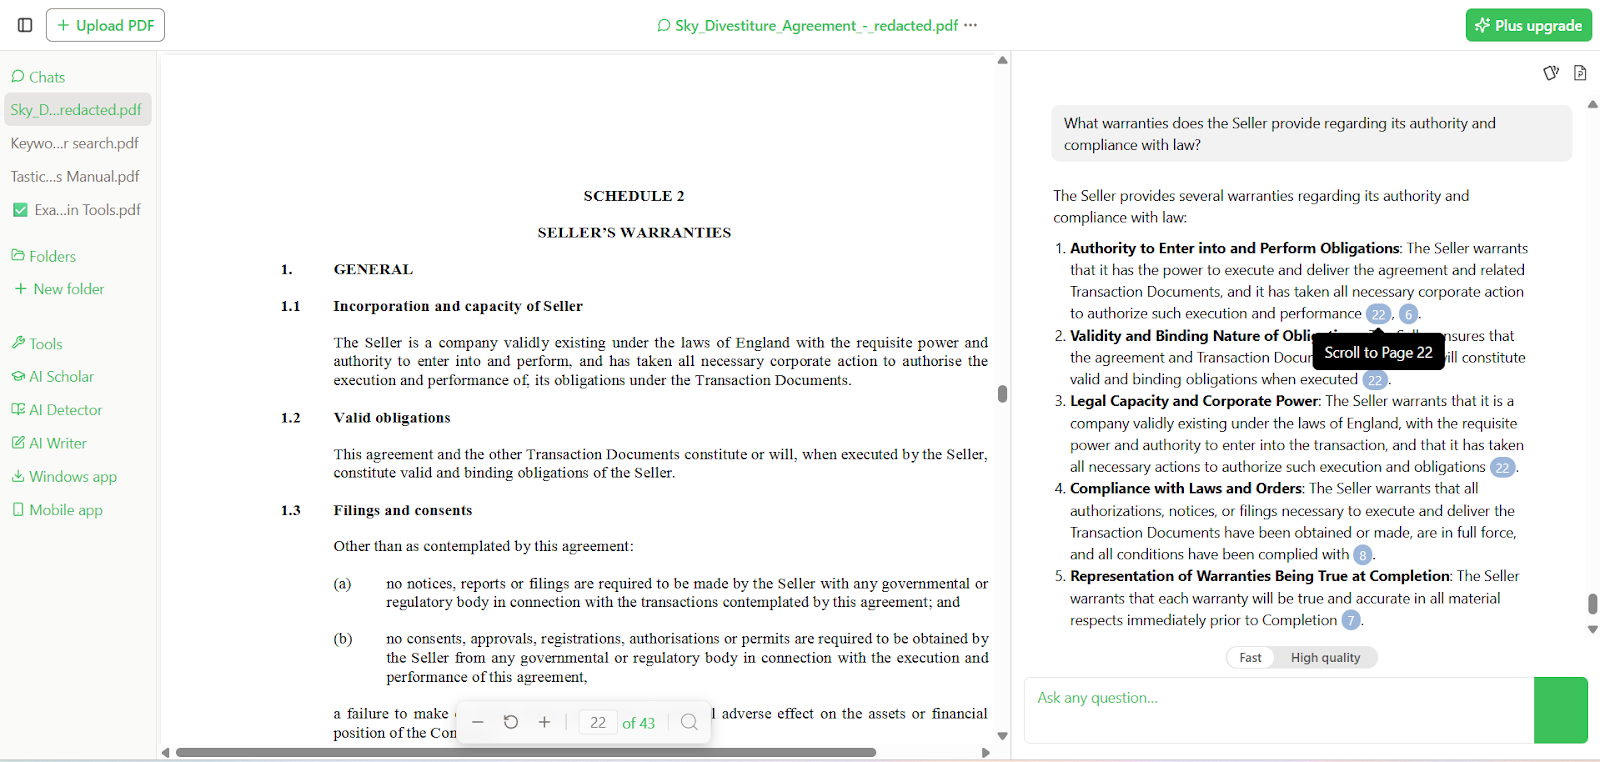 + Upload PDF
Sky_Divestiture_Agreement_-_redacted.pdf ...
Plus upgrade
Chats
Sky_D...redacted.pdf
Keywo...r search.pdf
Tastic...s Manual.pdf
Exa...in Tools.pdf
Folders
+ New folder
Tools
AI Scholar
AI Detector
AI Writer
Windows app
Mobile app
SCHEDULE 2
SELLER'S WARRANTIES
1. GENERAL
1.1 Incorporation and capacity of Seller
The Seller is a company validly existing under the laws of England with the requisite power and
authority to enter into and perform, and has taken all necessary corporate action to authorise the
execution and performance of, its obligations under the Transaction Documents.
1.2 Valid obligations
This agreement and the other Transaction Documents constitute or will, when executed by the Seller,
constitute valid and binding obligations of the Seller.
1.3 Filings and consents
Other than as contemplated by this agreement:
(a) no notices, reports or filings are required to be made by the Seller with any governmental or
regulatory body in connection with the transactions contemplated by this agreement; and
(b) no consents, approvals, registrations, authorisations or permits are required to be obtained by
the Seller from any governmental or regulatory body in connection with the execution and
performance of this agreement,
a failure to make adverse effect on the assets or financial
position of the
22 of 43
What warranties does the Seller provide regarding its authority and
compliance with law?
The Seller provides several warranties regarding its authority and
compliance with law:
1. Authority to Enter into and Perform Obligations: The Seller warrants
that it has the power to execute and deliver the agreement and related
Transaction Documents, and it has taken all necessary corporate action
to authorize such execution and performance 22, 6.
2. Validity and Binding Nature of that
the agreement and Transaction constitute
valid and binding obligations when executed 22.
Scroll to Page 22
3. Legal Capacity and Corporate Power: The Seller warrants that it is a
company validly existing under the laws of England, with the requisite
power and authority to enter into the transaction, and that it has taken
all necessary actions to authorize such execution and obligations 22.
4. Compliance with Laws and Orders: The Seller warrants that all
authorizations, notices, or filings necessary to execute and deliver the
Transaction Documents have been obtained or made, are in full force,
and all conditions have been complied with 8.
5. Representation of Warranties Being True at Completion: The Seller
warrants that each warranty will be true and accurate in all material
respects immediately prior to Completion 7.
Fast High quality
Ask any question...